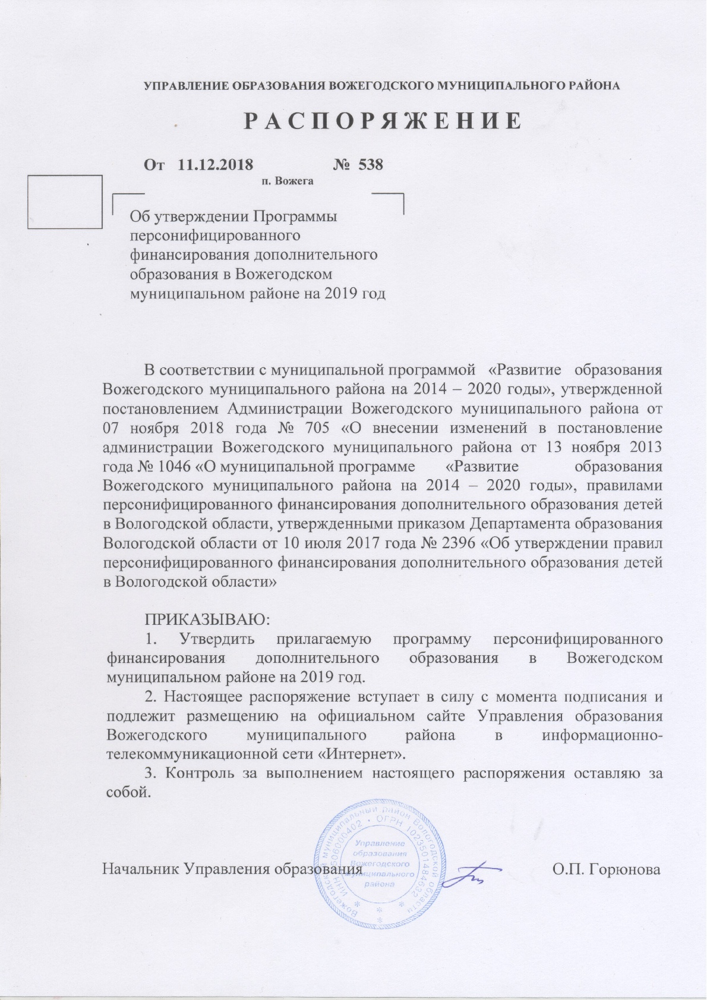 УПРАВЛЕНИЕ ОБРАЗОВАНИЯ ВОЖЕГОДСКОГО МУНИЦИПАЛЬНОГО РАЙОНА
Р А С П О Р Я Ж Е Н И Е
От 11.12.2018 № 538
п. Вожега
Об утверждении Программы
персонифицированного
финансирования дополнительного
образования в Вожегодском
муниципальном районе на 2019 год
В соответствии с муниципальной программой «Развитие образования
Вожегодского муниципального района на 2014 – 2020 годы», утвержденной
постановлением Администрации Вожегодского муниципального района от
07 ноября 2018 года № 705 «О внесении изменений в постановление
администрации Вожегодского муниципального района от 13 ноября 2013
года № 1046 «О муниципальной программе «Развитие образования
Вожегодского муниципального района на 2014 – 2020 годы», правилами
персонифицированного финансирования дополнительного образования детей
в Вологодской области, утвержденными приказом Департамента образования
Вологодской области от 10 июля 2017 года № 2396 «Об утверждении правил
персонифицированного финансирования дополнительного образования детей
в Вологодской области»
ПРИКАЗЫВАЮ:
1. Утвердить прилагаемую программу персонифицированного
финансирования дополнительного образования в Вожегодском
муниципальном районе на 2019 год.
2. Настоящее распоряжение вступает в силу с момента подписания и
подлежит размещению на официальном сайте Управления образования
Вожегодского муниципального района в информационно-
телекоммуникационной сети «Интернет».
3. Контроль за выполнением настоящего распоряжения оставляю за
собой.
Начальник Управления образования О.П. Горюнова
Вожегодский муниципальный район Вологодской области
ИНН 3506000402 • ОГРН 1023501484632
Управление
образования
Вожегодского
муниципального
района